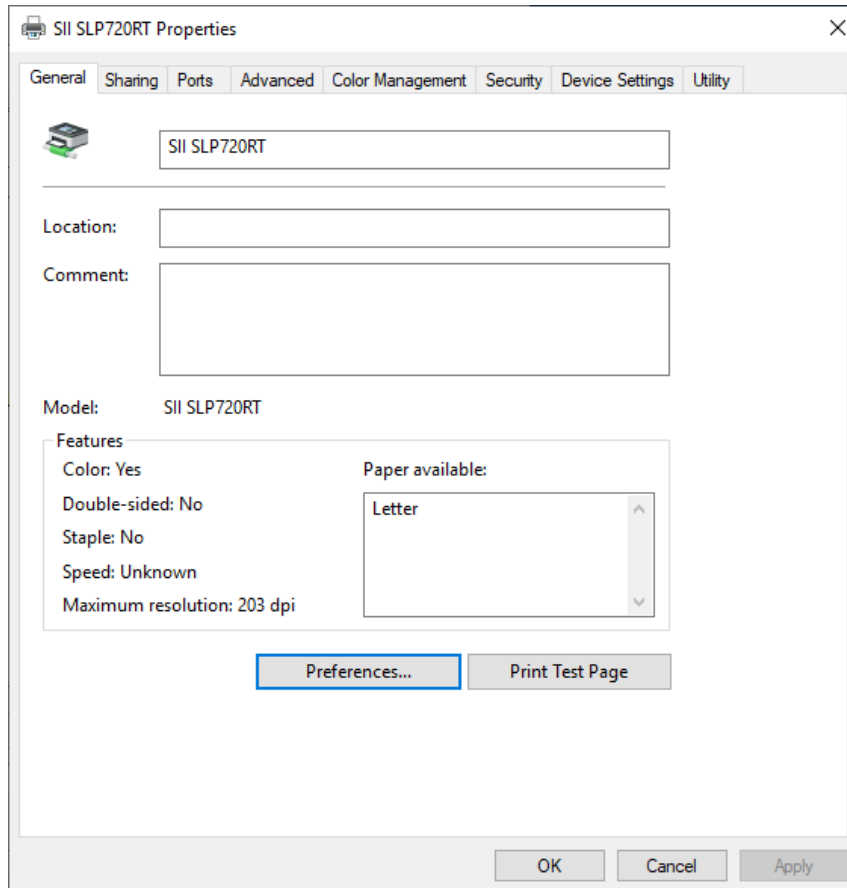 SII SLP720RT Properties
General Sharing Ports Advanced Color Management Security Device Settings Utility
SII SLP720RT
Location:
Comment:
Model: SII SLP720RT
Features
Color: Yes Paper available:
Double-sided: No Letter
Staple: No
Speed: Unknown
Maximum resolution: 203 dpi
Preferences... Print Test Page
OK Cancel Apply